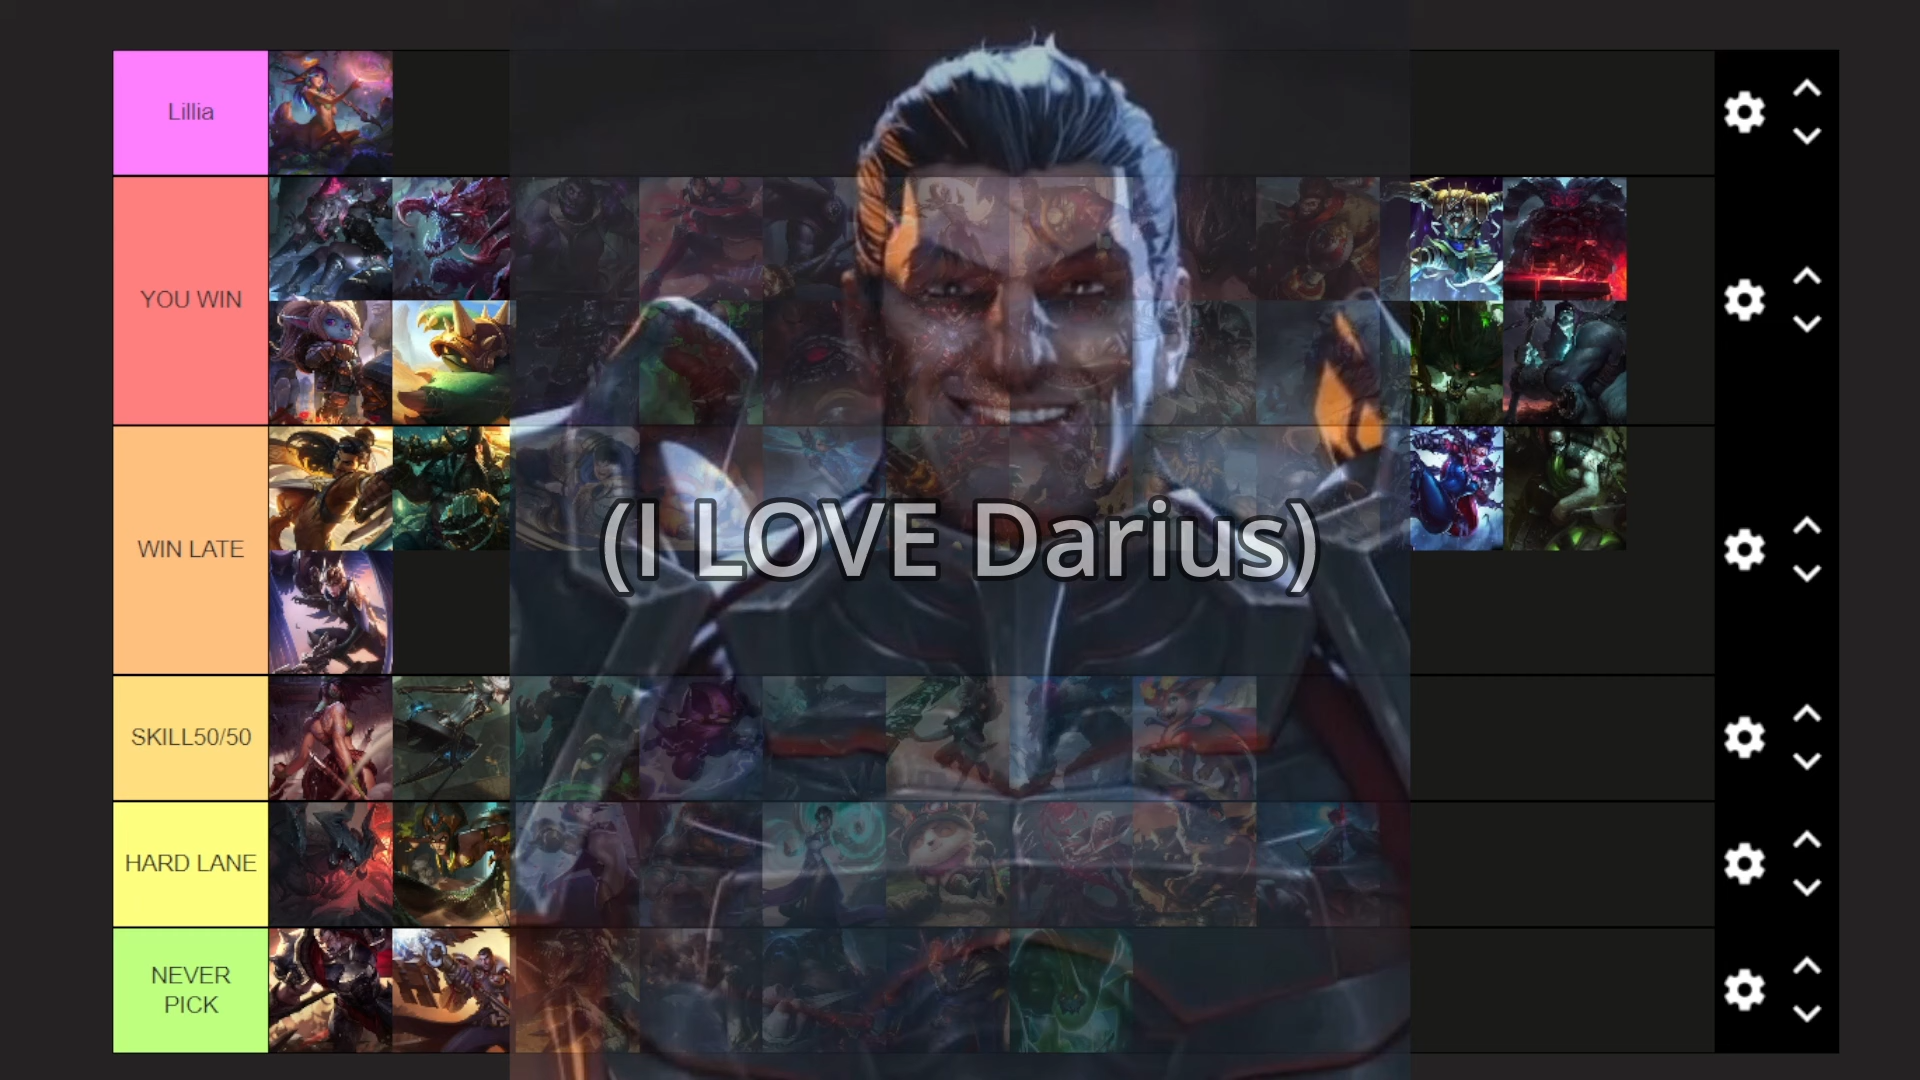 Lillia
YOU WIN
WIN LATE
(I LOVE Darius)
SKILL50/50
HARD LANE
NEVER
PICK